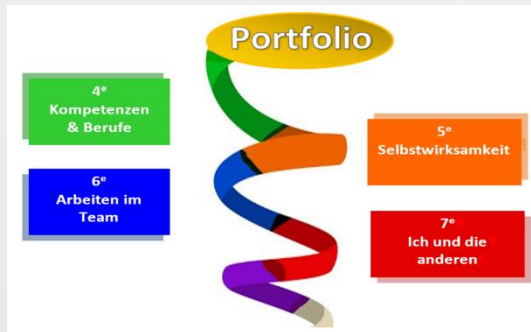 Portfolio
4e
Kompetenzen
& Berufe
5e
Selbstwirksamkeit
6e
Arbeiten im
Team
7e
Ich und die
anderen